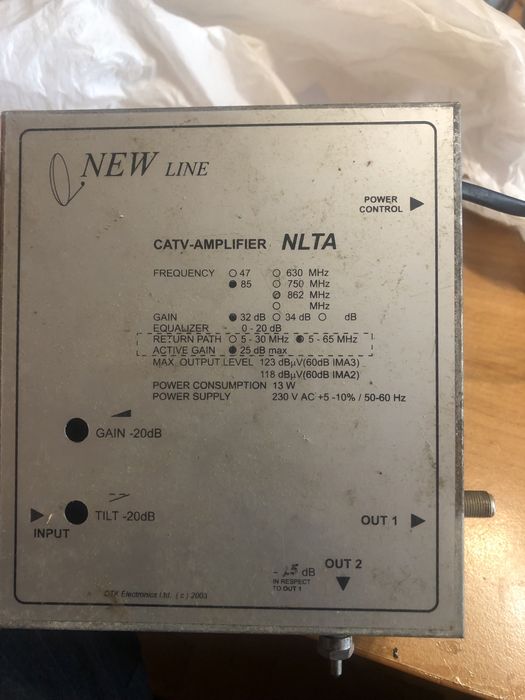 NEW LINE
POWER
CONTROL
CATV-AMPLIFIER NLTA
FREQUENCY 47 630 MHz
85 750 MHz
862 MHz
MHz
GAIN 32 dB 34 dB dB
EQUALIZER 0 - 20 dB
RETURN PATH 5 - 30 MHz 5 - 65 MHz
ACTIVE GAIN 25 dB max
MAX. OUTPUT LEVEL 123 dBµV(60dB IMA3)
118 dBµV(60dB IMA2)
POWER CONSUMPTION 13 W
POWER SUPPLY 230 V AC +5 -10% / 50-60 Hz
GAIN -20dB
TILT -20dB
INPUT
OUT 1
OUT 2
dB
IN RESPECT
TO OUT 1
Electronics Ltd. ( c ) 2003